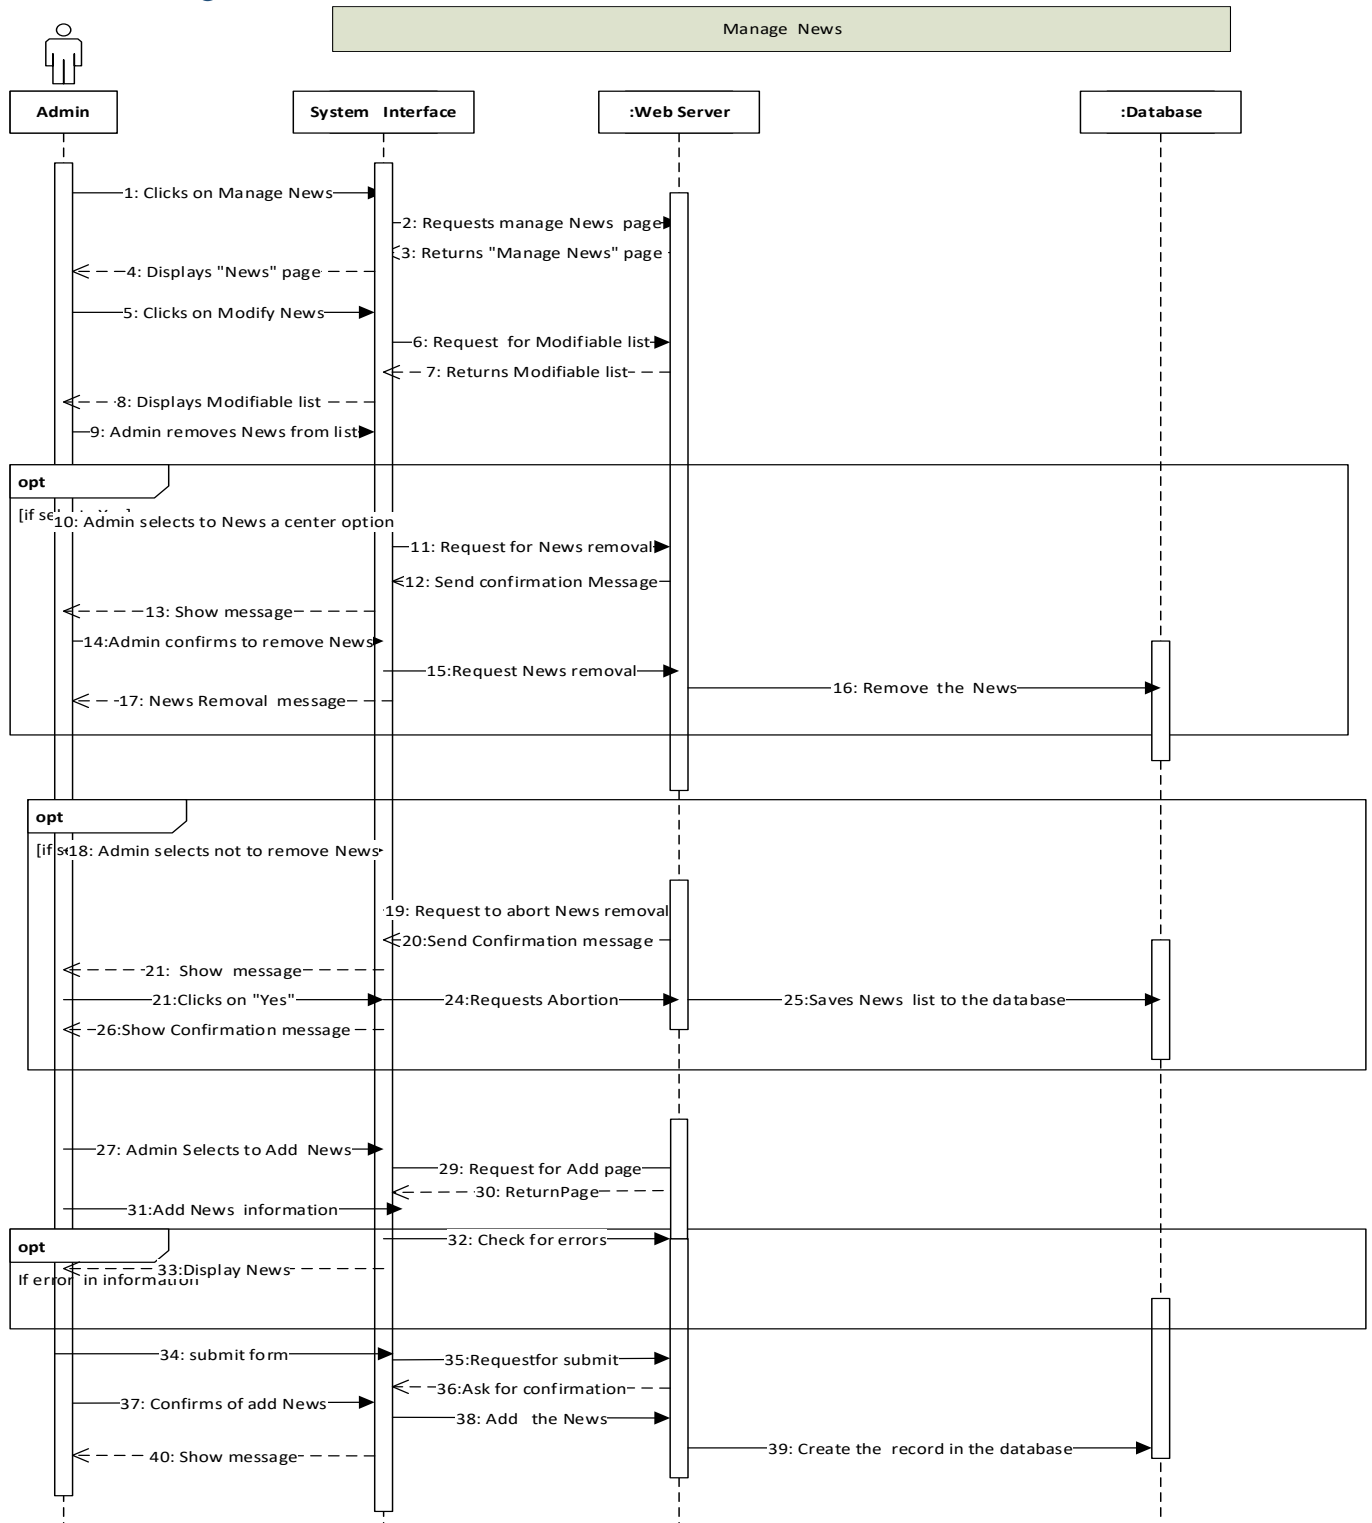 Manage News
Admin
System Interface
:Web Server
:Database
1: Clicks on Manage News
2: Requests manage News page
3: Returns "Manage News" page
4: Displays "News" page
5: Clicks on Modify News
6: Request for Modifiable list
7: Returns Modifiable list
8: Displays Modifiable list
9: Admin removes News from list
opt
[if
10: Admin selects to News a center option
11: Request for News removal
12: Send confirmation Message
13: Show message
14:Admin confirms to remove News
15:Request News removal
16: Remove the News
17: News Removal message
opt
[if
18: Admin selects not to remove News
19: Request to abort News removal
20:Send Confirmation message
21: Show message
21:Clicks on "Yes"
24:Requests Abortion
25:Saves News list to the database
26:Show Confirmation message
27: Admin Selects to Add News
29: Request for Add page
30: ReturnPage
31:Add News information
32: Check for errors
opt
33:Display News
If error in information
34: submit form
35:Requestfor submit
36:Ask for confirmation
37: Confirms of add News
38: Add the News
39: Create the record in the database
40: Show message